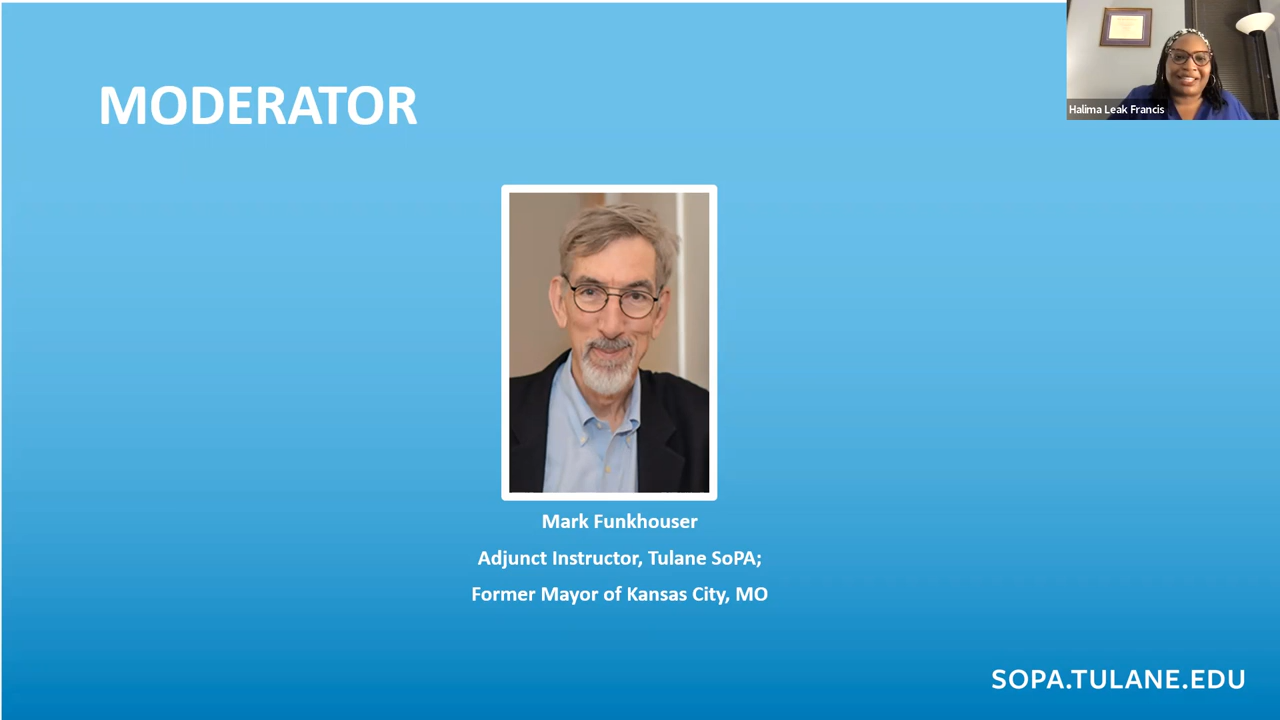 MODERATOR
Halima Leak Francis
Mark Funkhouser
Adjunct Instructor, Tulane SoPA;
Former Mayor of Kansas City, MO
SOPA.TULANE.EDU